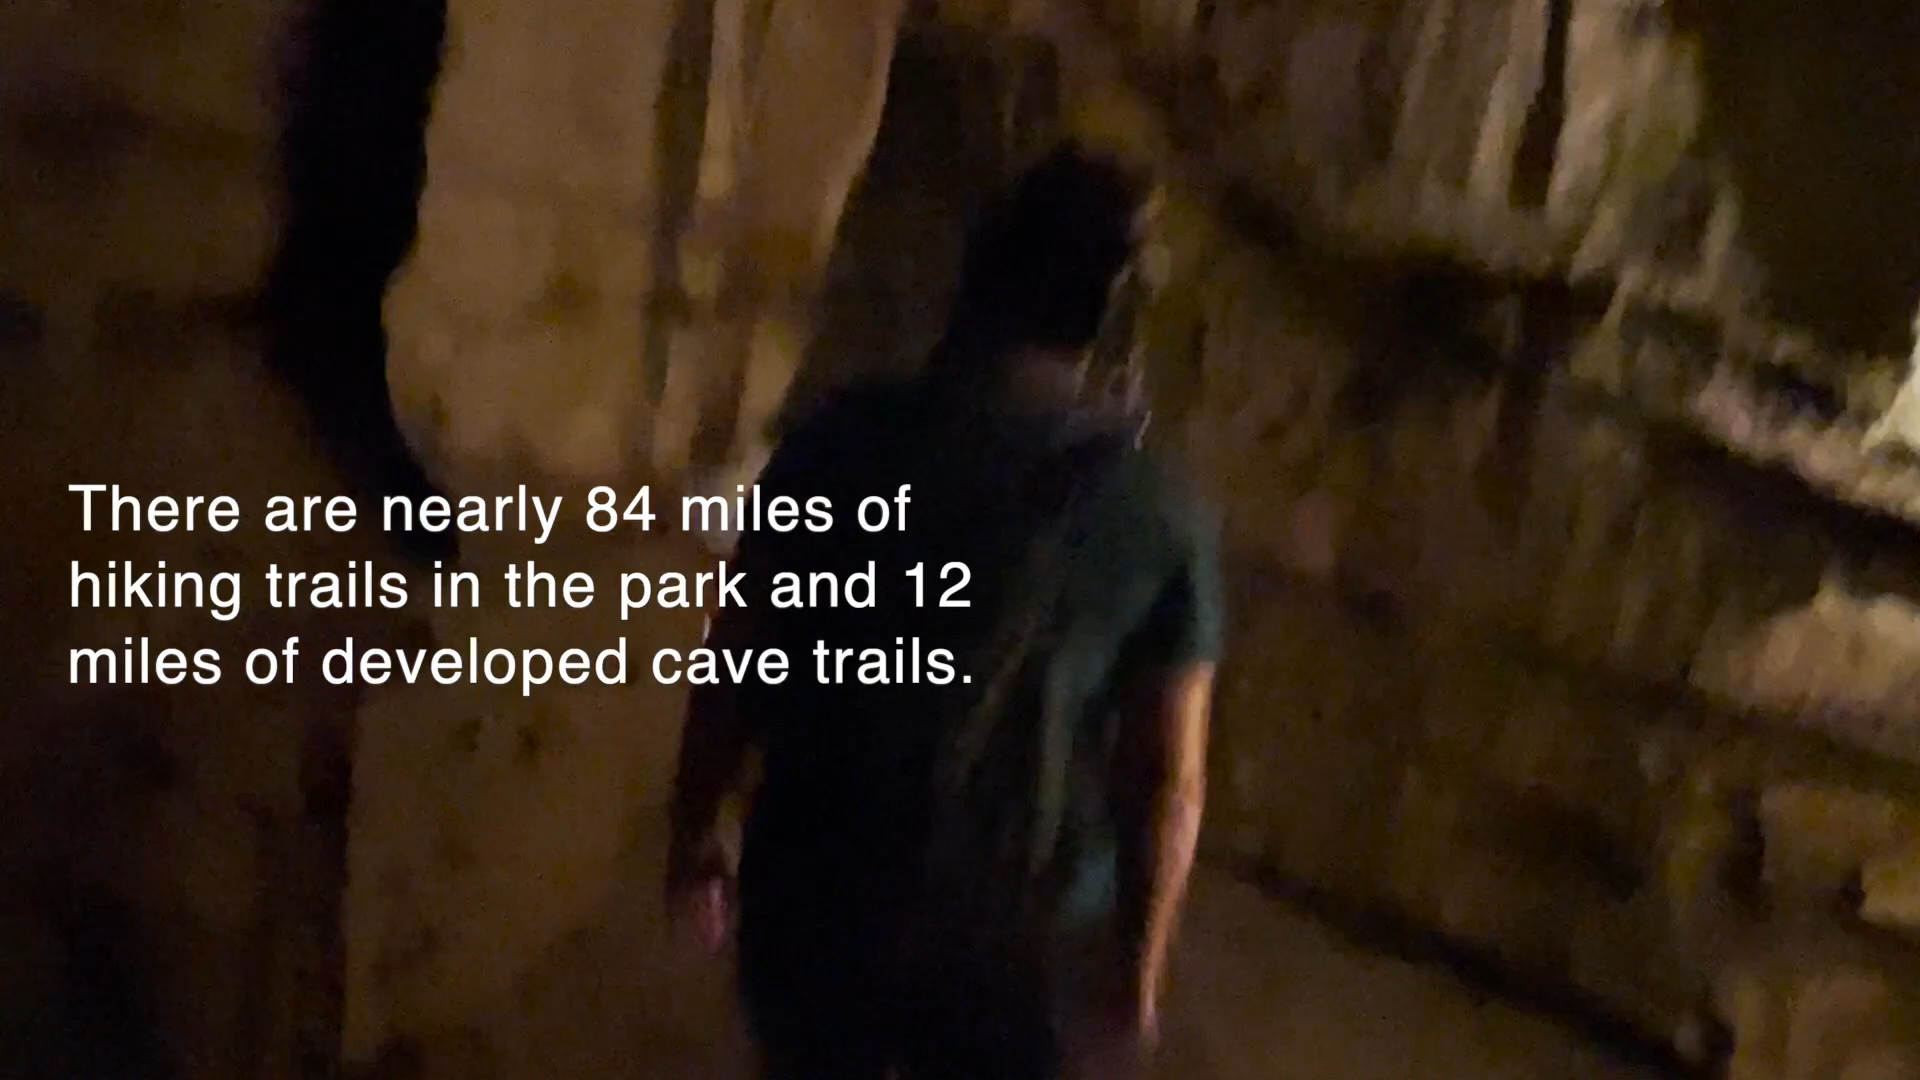 There are nearly 84 miles of
hiking trails in the park and 12
miles of developed cave trails.